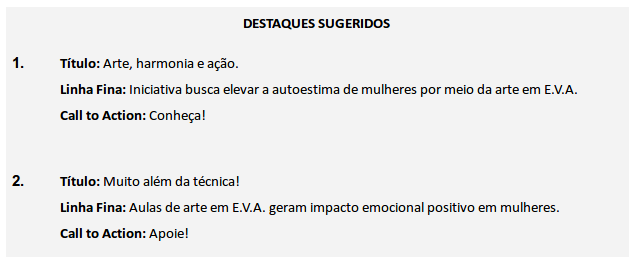 DESTAQUES SUGERIDOS
1. Título: Arte, harmonia e ação.
Linha Fina: Iniciativa busca elevar a autoestima de mulheres por meio da arte em E.V.A.
Call to Action: Conheça!
2. Título: Muito além da técnica!
Linha Fina: Aulas de arte em E.V.A. geram impacto emocional positivo em mulheres.
Call to Action: Apoie!